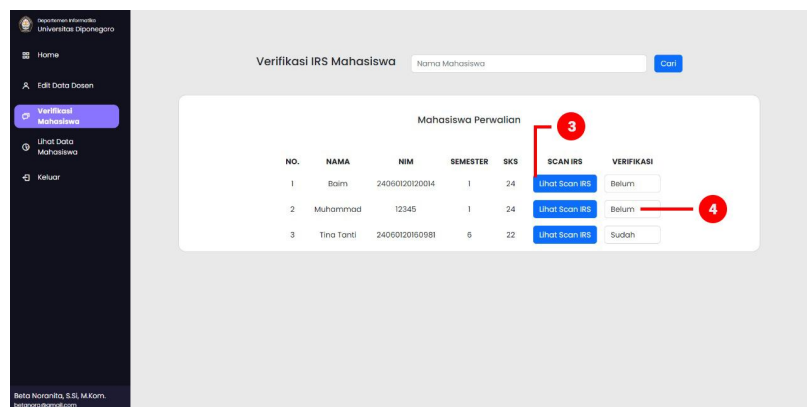 Departemen Informatika
Universitas Diponegoro
Home
Edit Data Dosen
Verifikasi
Mahasiswa
Lihat Data
Mahasiswa
Keluar
Beta Noranita, S.Si, M.Kom.
betanora@gmail.com
Verifikasi IRS Mahasiswa
Nama Mahasiswa
Cari
Mahasiswa Perwalian
3
NO. NAMA NIM SEMESTER SKS SCAN IRS VERIFIKASI
1 Baim 24060120120014 1 24 Lihat Scan IRS Belum
2 Muhammad 12345 1 24 Lihat Scan IRS Belum 4
3 Tina Tanti 24060120160981 6 22 Lihat Scan IRS Sudah